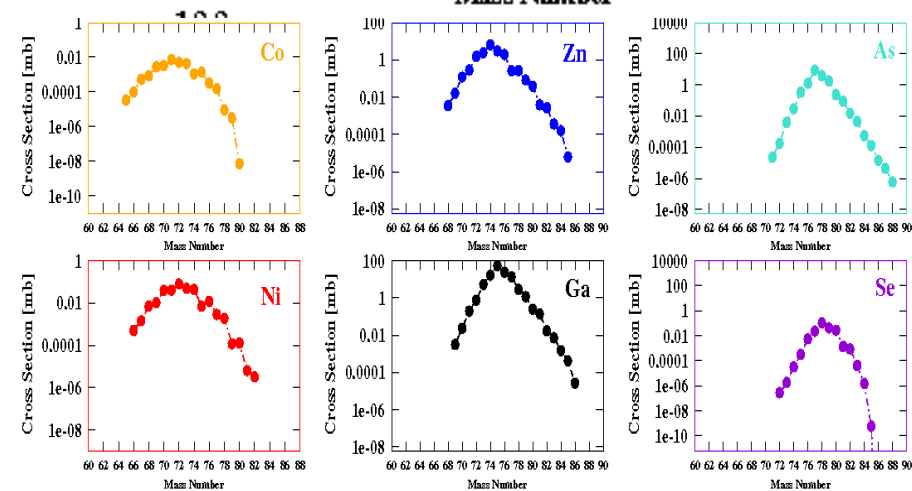 Mass Number
1
0.01
0.0001
1e-06
1e-08
1e-10
Cross Section [mb]
Co
60 62 64 66 68 70 72 74 76 78 80 82 84 86 88
Mass Number
100
1
0.01
0.0001
1e-06
1e-08
Cross Section [mb]
Zn
60 62 64 66 68 70 72 74 76 78 80 82 84 86 90
Mass Number
10000
100
1
0.01
0.0001
1e-06
1e-08
Cross Section [mb]
As
60 62 64 66 68 70 72 74 76 78 80 82 84 86 88 90
Mass Number
1
0.01
0.0001
1e-06
1e-08
Cross Section [mb]
Ni
60 62 64 66 68 70 72 74 76 78 80 82 84 86 88
Mass Number
100
1
0.01
0.0001
1e-06
1e-08
Cross Section [mb]
Ga
60 62 64 66 68 70 72 74 76 78 80 82 84 86 88 90
Mass Number
10000
100
1
0.01
0.0001
1e-06
1e-08
1e-10
Cross Section [mb]
Se
60 62 64 66 68 70 72 74 76 78 80 82 84 86 88 90
Mass Number